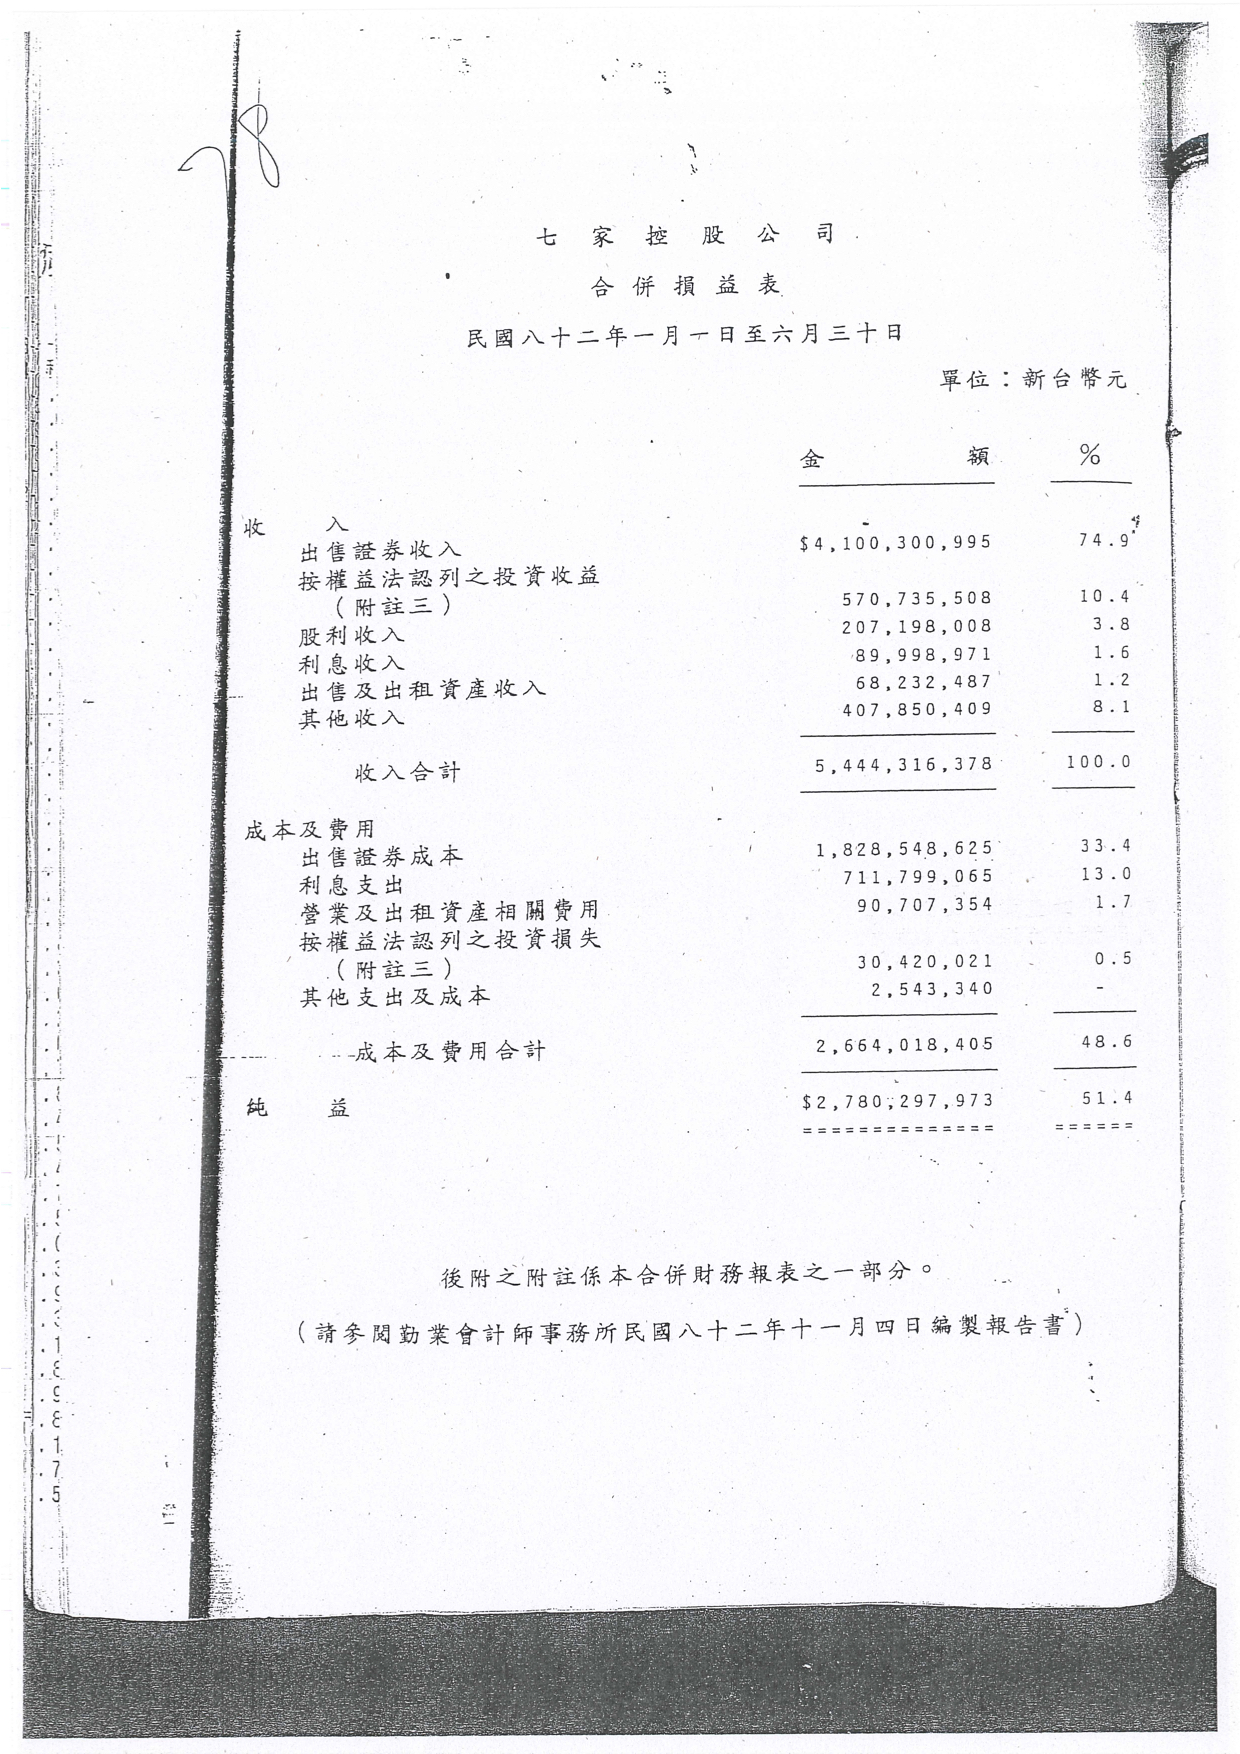 七家控股公司
合併損益表
民國八十二年一月一日至六月三十日
單位：新台幣元
金 額 %
收 入
出售證券收入 $4,100,300,995 74.9
按權益法認列之投資收益
（附註三） 570,735,508 10.4
股利收入 207,198,008 3.8
利息收入 89,998,971 1.6
出售及出租資產收入 68,232,487 1.2
其他收入 407,850,409 8.1
收入合計 5,444,316,378 100.0
成本及費用
出售證券成本 1,828,548,625 33.4
利息支出 711,799,065 13.0
營業及出租資產相關費用 90,707,354 1.7
按權益法認列之投資損失
（附註三） 30,420,021 0.5
其他支出及成本 2,543,340 -
成本及費用合計 2,664,018,405 48.6
純 益 $2,780,297,973 51.4
後附之附註係本合併財務報表之一部分。
（請參閱勤業會計師事務所民國八十二年十一月四日編製報告書）